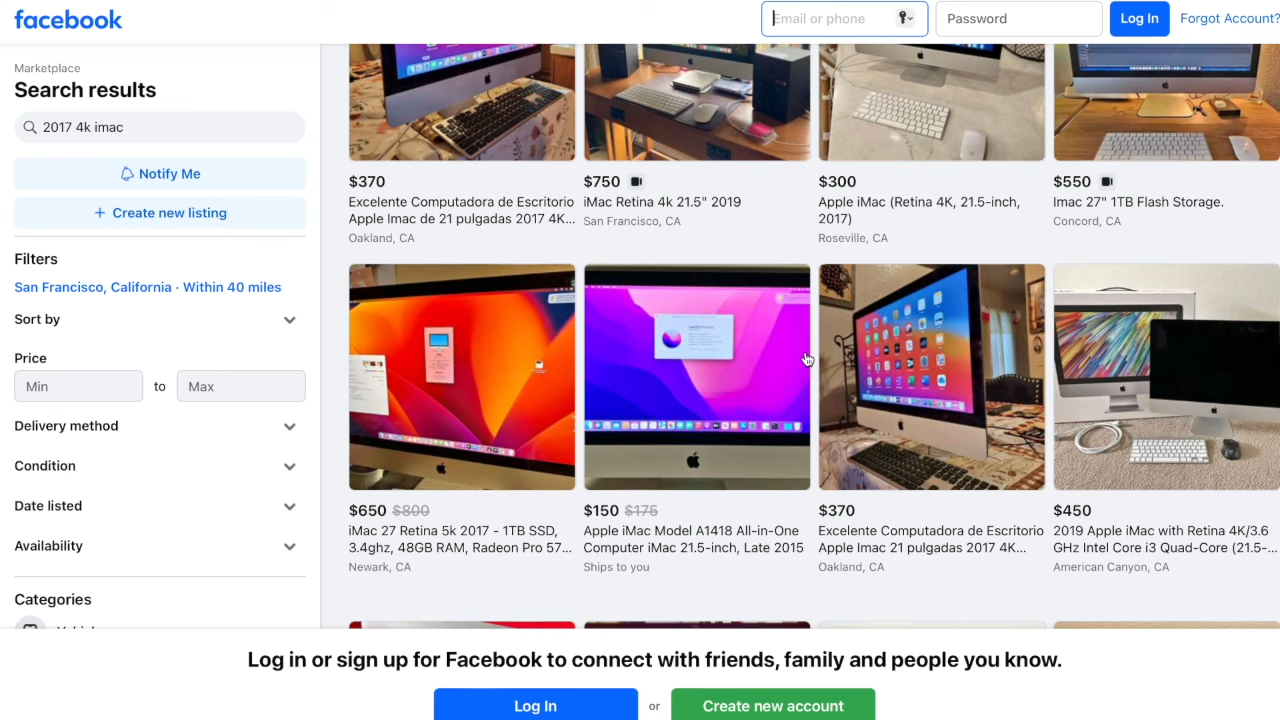 facebook
Email or phone
Password
Log In
Forgot Account?
Marketplace
Search results
2017 4k imac
Notify Me
+ Create new listing
Filters
San Francisco, California · Within 40 miles
Sort by
Price
Min
to
Max
Delivery method
Condition
Date listed
Availability
Categories
$370
Excelente Computadora de Escritorio
Apple Imac de 21 pulgadas 2017 4K...
Oakland, CA
$750
iMac Retina 4k 21.5" 2019
San Francisco, CA
$300
Apple iMac (Retina 4K, 21.5-inch,
2017)
Roseville, CA
$550
Imac 27" 1TB Flash Storage.
Concord, CA
$650 $800
iMac 27 Retina 5k 2017 - 1TB SSD,
3.4ghz, 48GB RAM, Radeon Pro 57...
Newark, CA
$150 $175
Apple iMac Model A1418 All-in-One
Computer iMac 21.5-inch, Late 2015
Ships to you
$370
Excelente Computadora de Escritorio
Apple Imac 21 pulgadas 2017 4K...
Oakland, CA
$450
2019 Apple iMac with Retina 4K/3.6
GHz Intel Core i3 Quad-Core (21.5-...
American Canyon, CA
Log in or sign up for Facebook to connect with friends, family and people you know.
Log In
or
Create new account